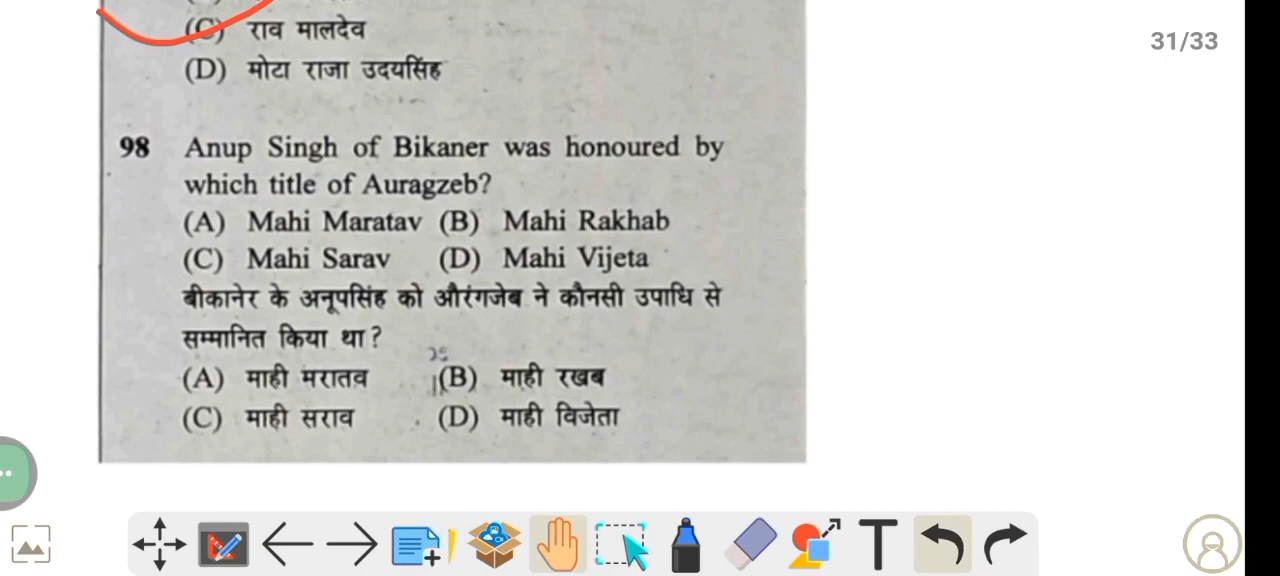 31/33
(C) राव मालदेव
(D) मोटा राजा उदयसिंह
98 Anup Singh of Bikaner was honoured by
which title of Auragzeb?
(A) Mahi Maratav (B) Mahi Rakhab
(C) Mahi Sarav (D) Mahi Vijeta
बीकानेर के अनूपसिंह को औरंगजेब ने कौनसी उपाधि से
सम्मानित किया था?
(A) माही मरातव (B) माही रखब
(C) माही सराव (D) माही विजेता
T